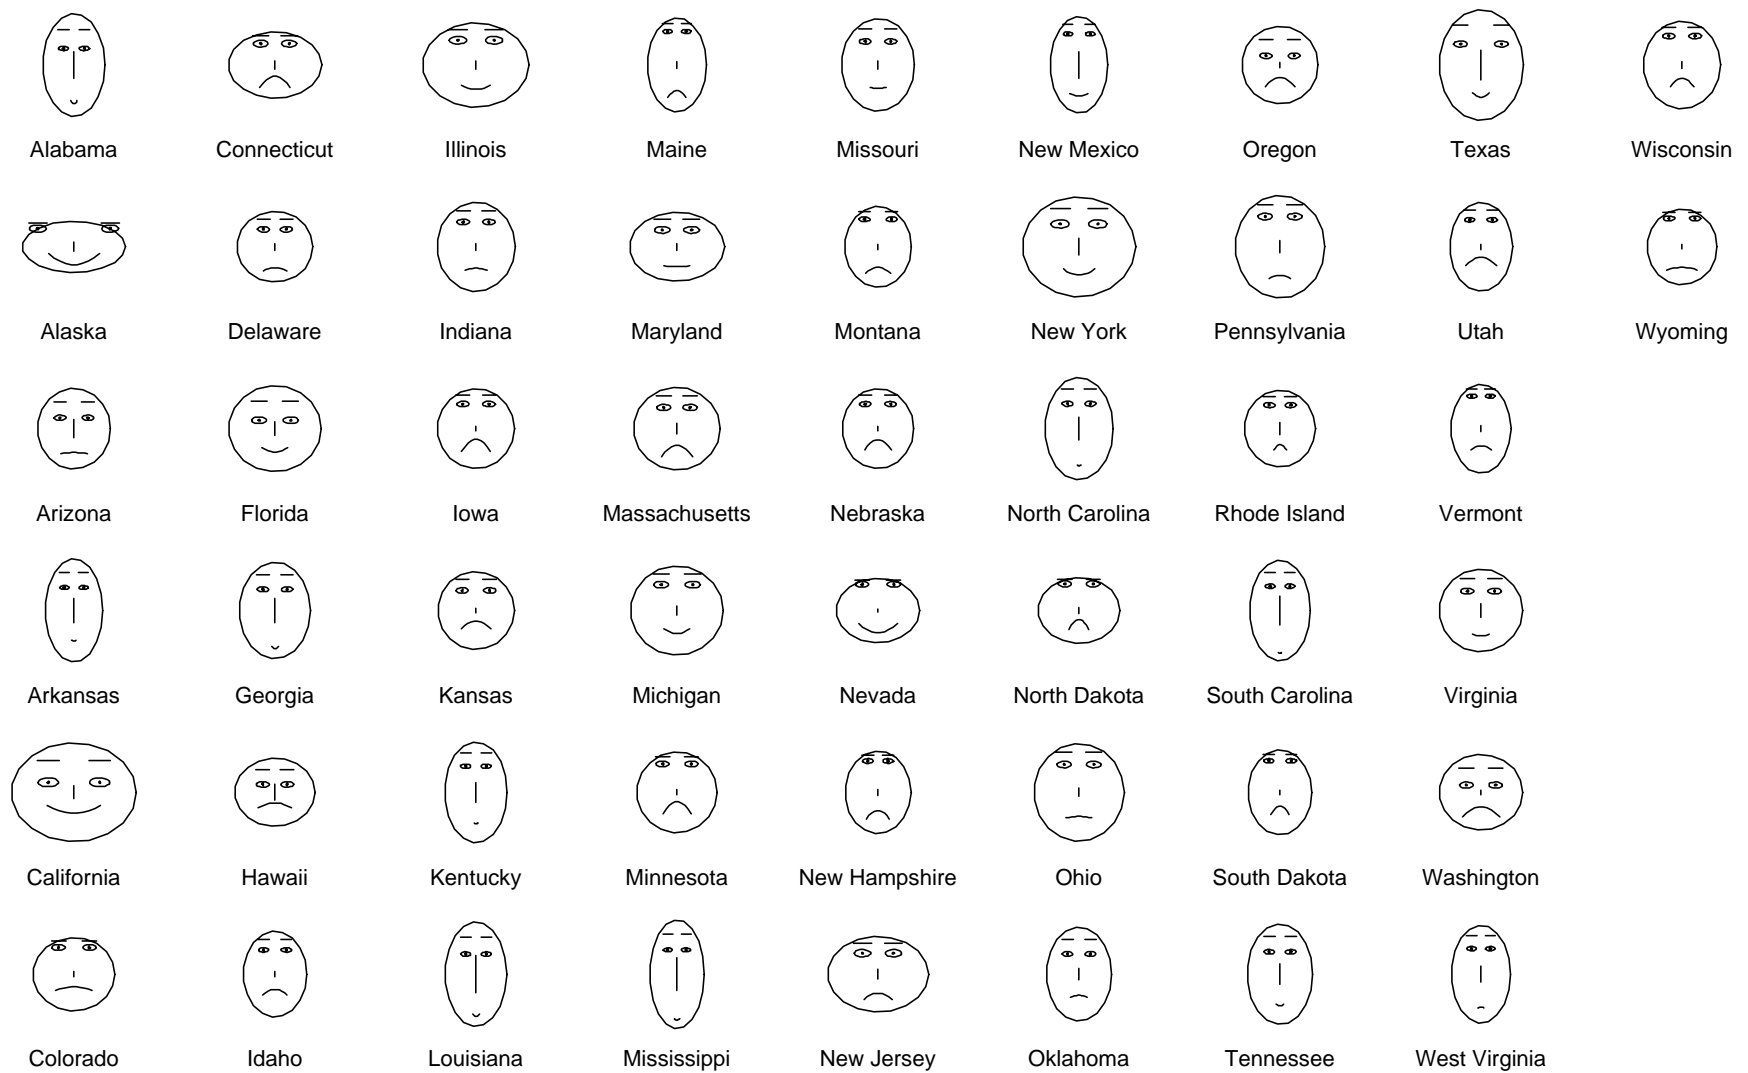 Alabama Connecticut Illinois Maine Missouri New Mexico Oregon Texas Wisconsin
Alaska Delaware Indiana Maryland Montana New York Pennsylvania Utah Wyoming
Arizona Florida Iowa Massachusetts Nebraska North Carolina Rhode Island Vermont
Arkansas Georgia Kansas Michigan Nevada North Dakota South Carolina Virginia
California Hawaii Kentucky Minnesota New Hampshire Ohio South Dakota Washington
Colorado Idaho Louisiana Mississippi New Jersey Oklahoma Tennessee West Virginia